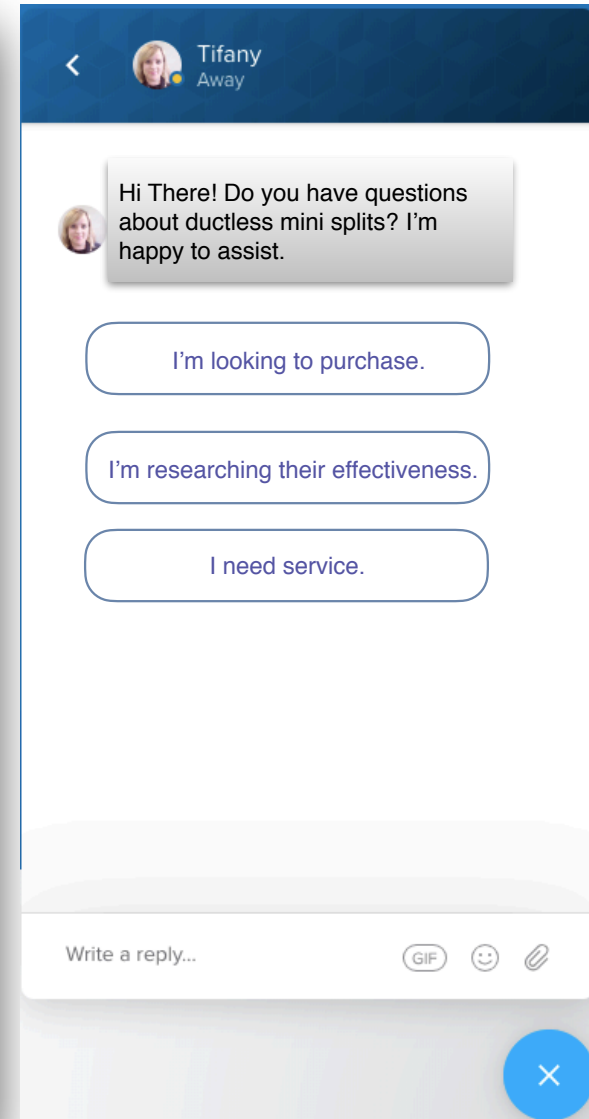 Tifany
Away
Hi There! Do you have questions
about ductless mini splits? I’m
happy to assist.
I’m looking to purchase.
I’m researching their effectiveness.
I need service.
Write a reply...
GIF